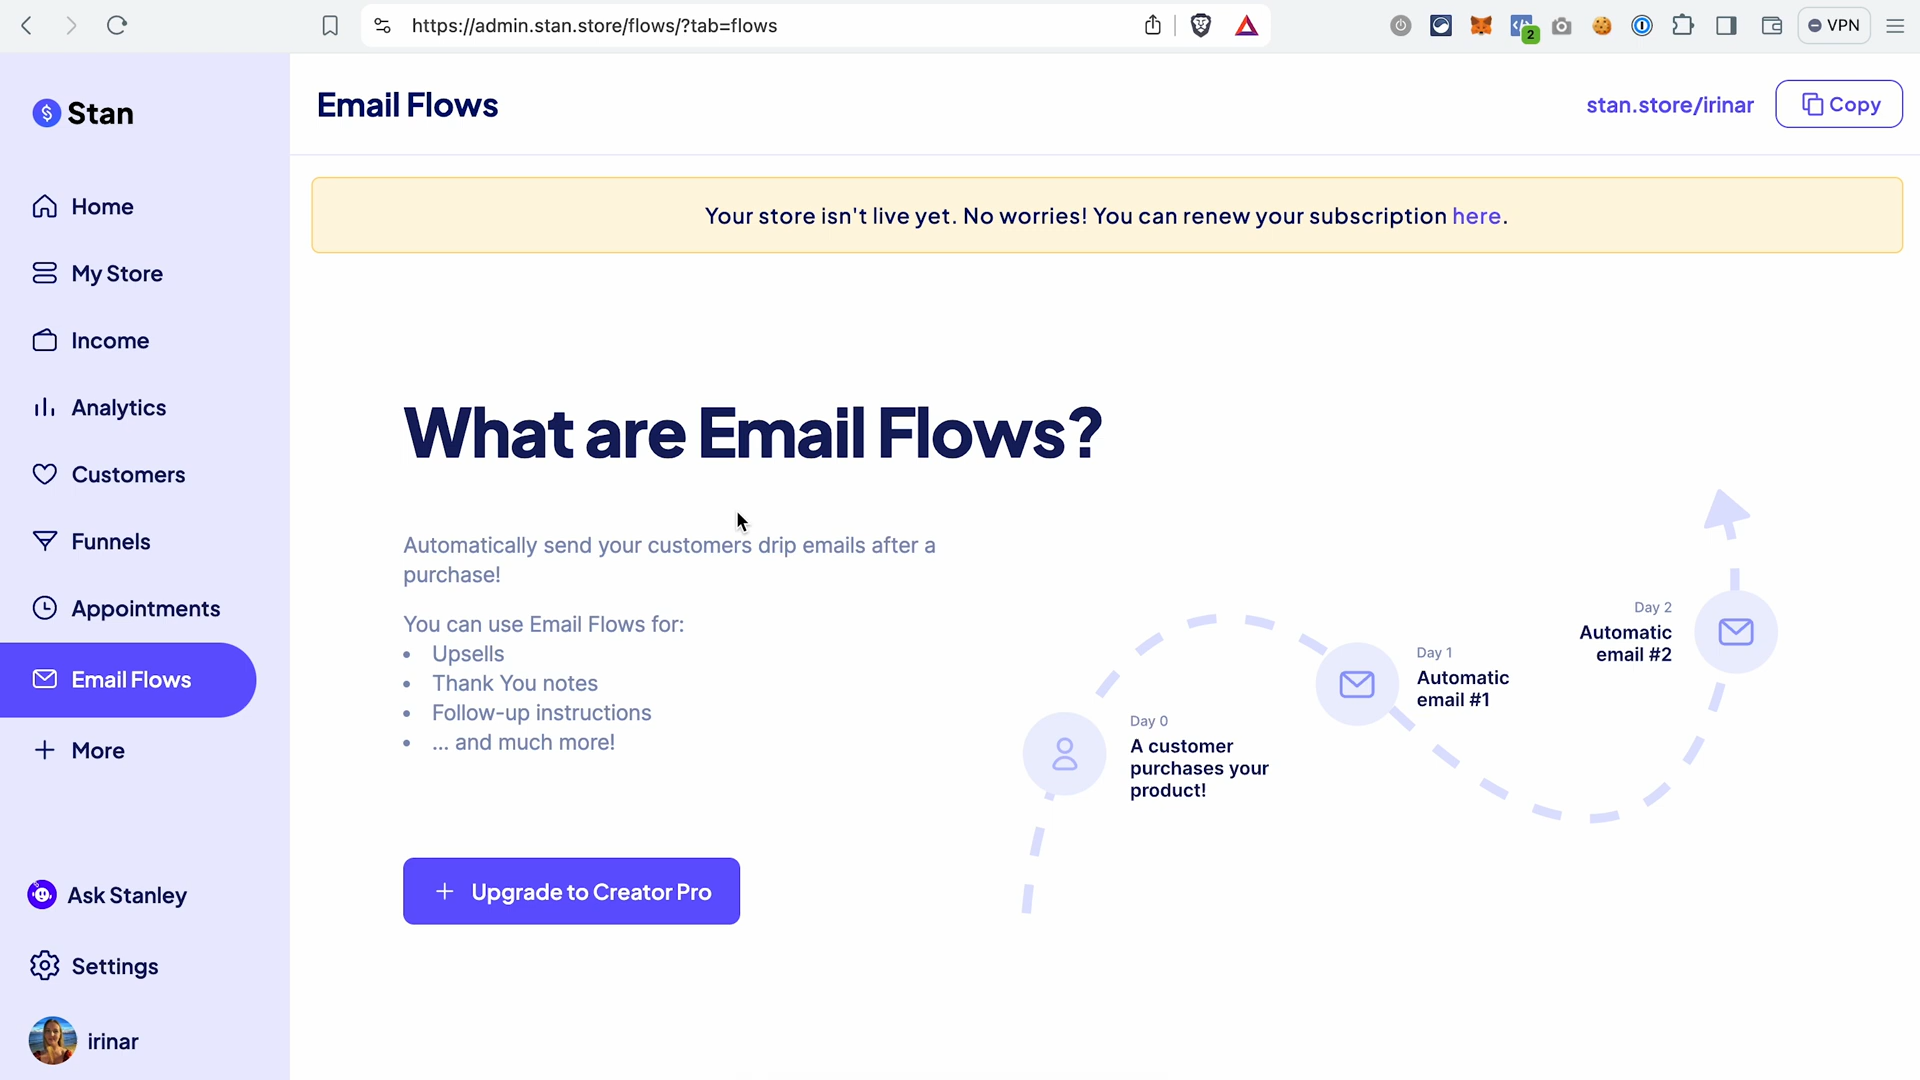 https://admin.stan.store/flows/?tab=flows
2
VPN
$ Stan
Home
My Store
Income
Analytics
Customers
Funnels
Appointments
Email Flows
More
Ask Stanley
Settings
irinar
Email Flows
stan.store/irinar
Copy
Your store isn't live yet. No worries! You can renew your subscription here.
What are Email Flows?
Automatically send your customers drip emails after a
purchase!
You can use Email Flows for:
• Upsells
• Thank You notes
• Follow-up instructions
• ... and much more!
+ Upgrade to Creator Pro
Day 0
A customer
purchases your
product!
Day 1
Automatic
email #1
Day 2
Automatic
email #2